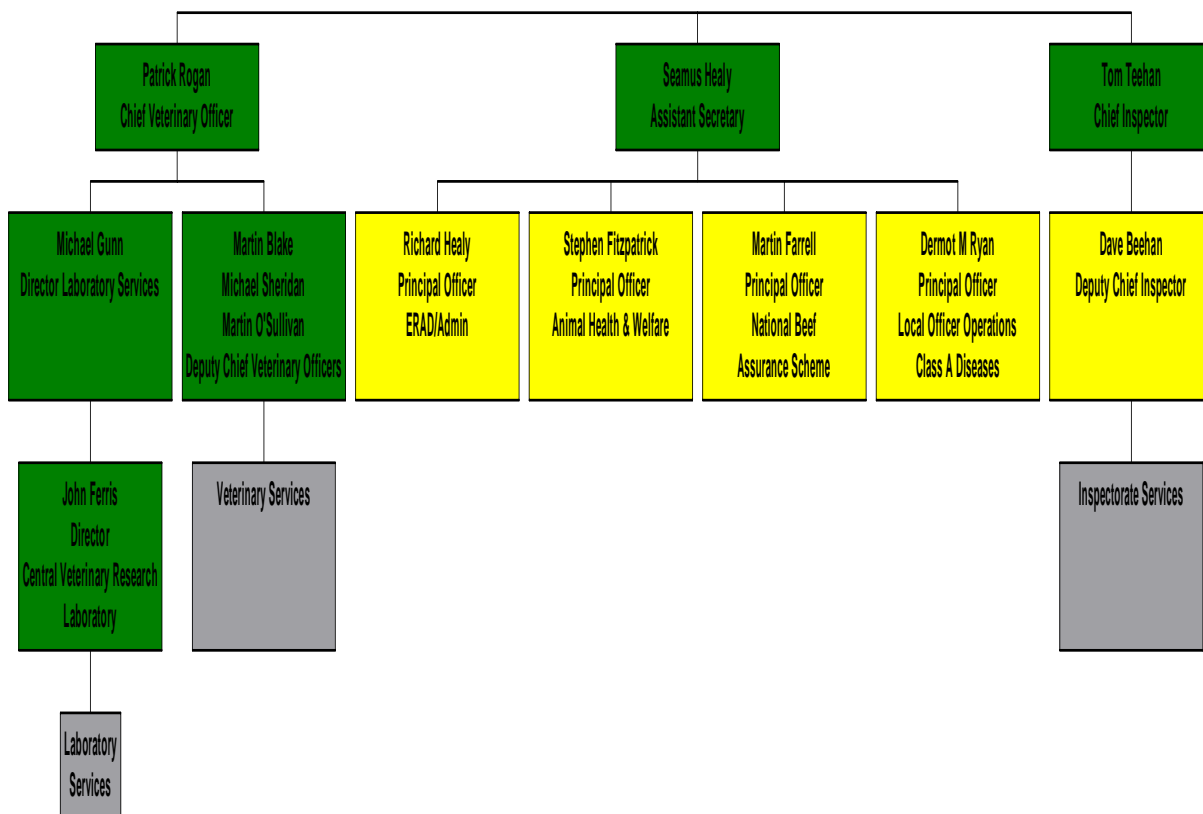 Patrick Rogan
Chief Veterinary Officer
Seamus Healy
Assistant Secretary
Tom Teehan
Chief Inspector
Michael Gunn
Director Laboratory Services
Martin Blake
Michael Sheridan
Martin O'Sullivan
Deputy Chief Veterinary Officers
Richard Healy
Principal Officer
ERAD/Admin
Stephen Fitzpatrick
Principal Officer
Animal Health & Welfare
Martin Farrell
Principal Officer
National Beef
Assurance Scheme
Dermot M Ryan
Principal Officer
Local Officer Operations
Class A Diseases
Dave Beehan
Deputy Chief Inspector
John Ferris
Director
Central Veterinary Research
Laboratory
Veterinary Services
Inspectorate Services
Laboratory
Services